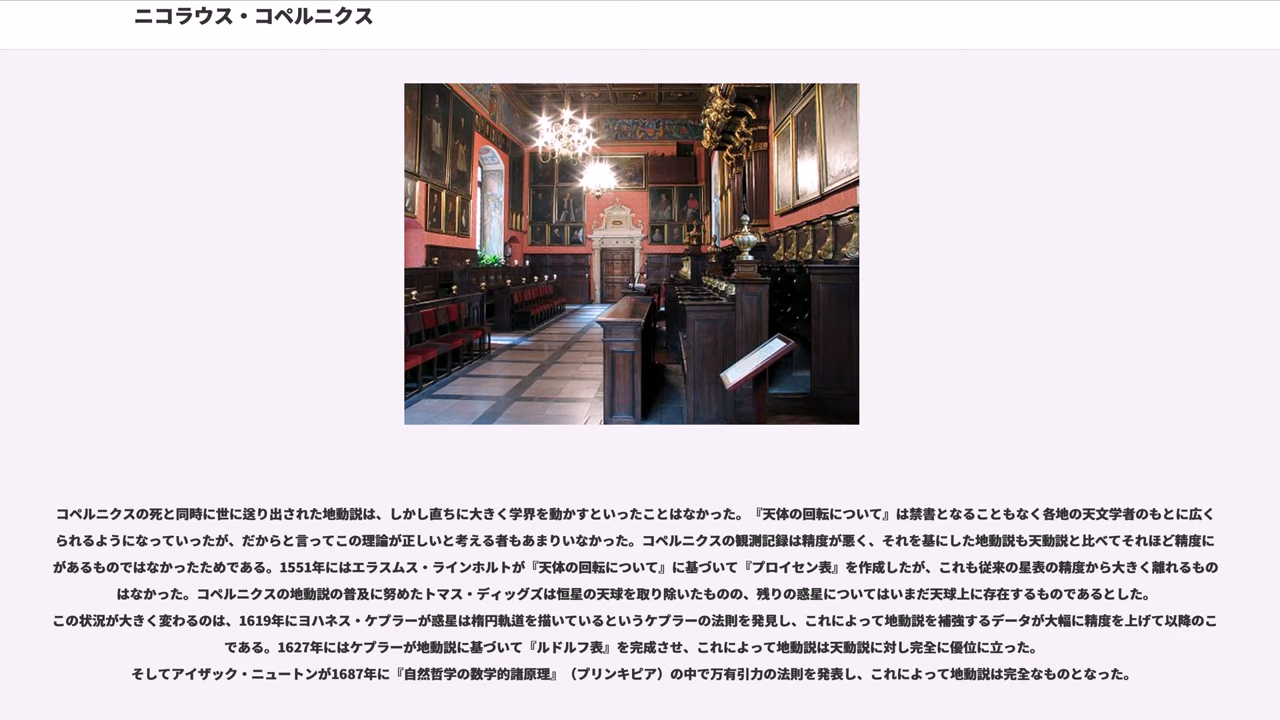 ニコラウス・コペルニクス
コペルニクスの死と同時に世に送り出された地動説は、しかし直ちに大きく学界を動かすといったことはなかった。『天体の回転について』は禁書となることもなく各地の天文学者のもとに広く
られるようになっていったが、だからと言ってこの理論が正しいと考える者もあまりいなかった。コペルニクスの観測記録は精度が悪く、それを基にした地動説も天動説と比べてそれほど精度に
があるものではなかったためである。1551年にはエラスムス・ラインホルトが『天体の回転について』に基づいて『プロイセン表』を作成したが、これも従来の星表の精度から大きく離れるもの
はなかった。コペルニクスの地動説の普及に努めたトマス・ディッグズは恒星の天球を取り除いたものの、残りの惑星についてはいまだ天球上に存在するものであるとした。
この状況が大きく変わるのは、1619年にヨハネス・ケプラーが惑星は楕円軌道を描いているというケプラーの法則を発見し、これによって地動説を補強するデータが大幅に精度を上げて以降のこ
である。1627年にはケプラーが地動説に基づいて『ルドルフ表』を完成させ、これによって地動説は天動説に対し完全に優位に立った。
そしてアイザック・ニュートンが1687年に『自然哲学の数学的諸原理』（プリンキピア）の中で万有引力の法則を発表し、これによって地動説は完全なものとなった。